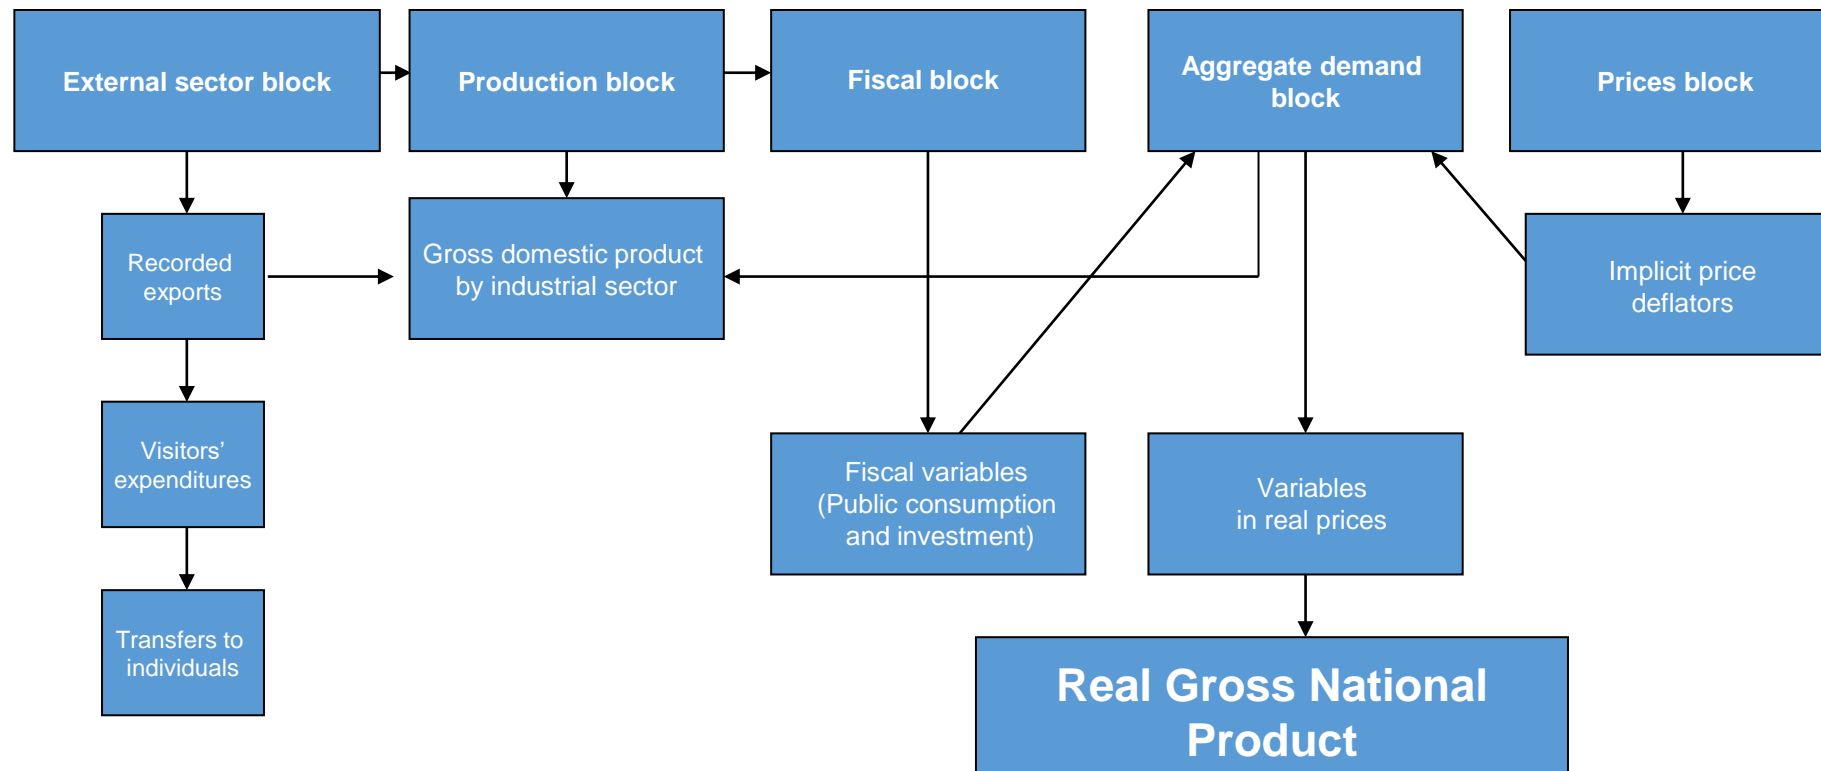 External sector block
Production block
Fiscal block
Aggregate demand
block
Prices block
Recorded
exports
Gross domestic product
by industrial sector
Implicit price
deflators
Visitors’
expenditures
Fiscal variables
(Public consumption
and investment)
Variables
in real prices
Transfers to
individuals
Real Gross National
Product